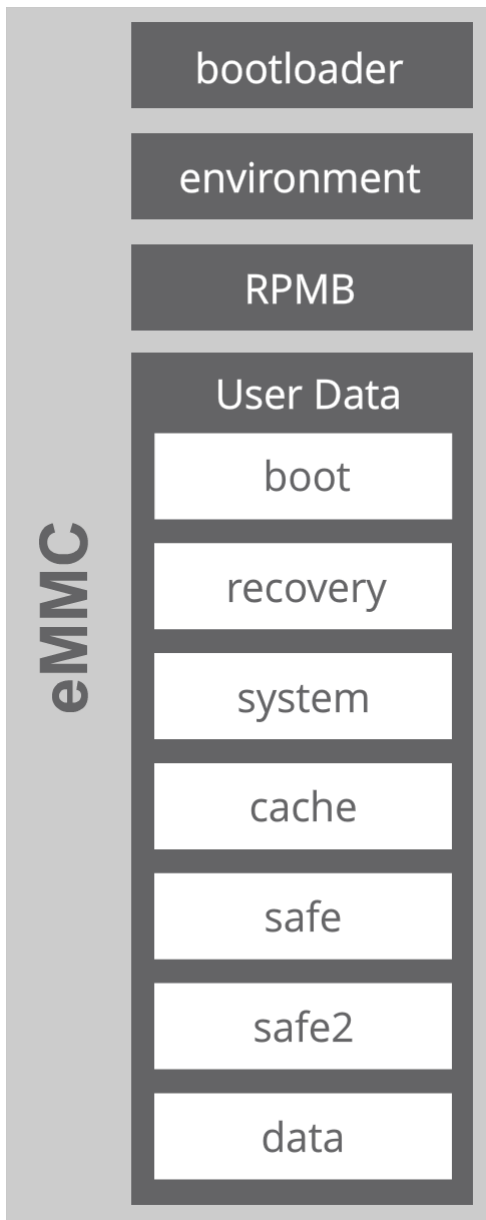 eMMC
bootloader
environment
RPMB
User Data
boot
recovery
system
cache
safe
safe2
data